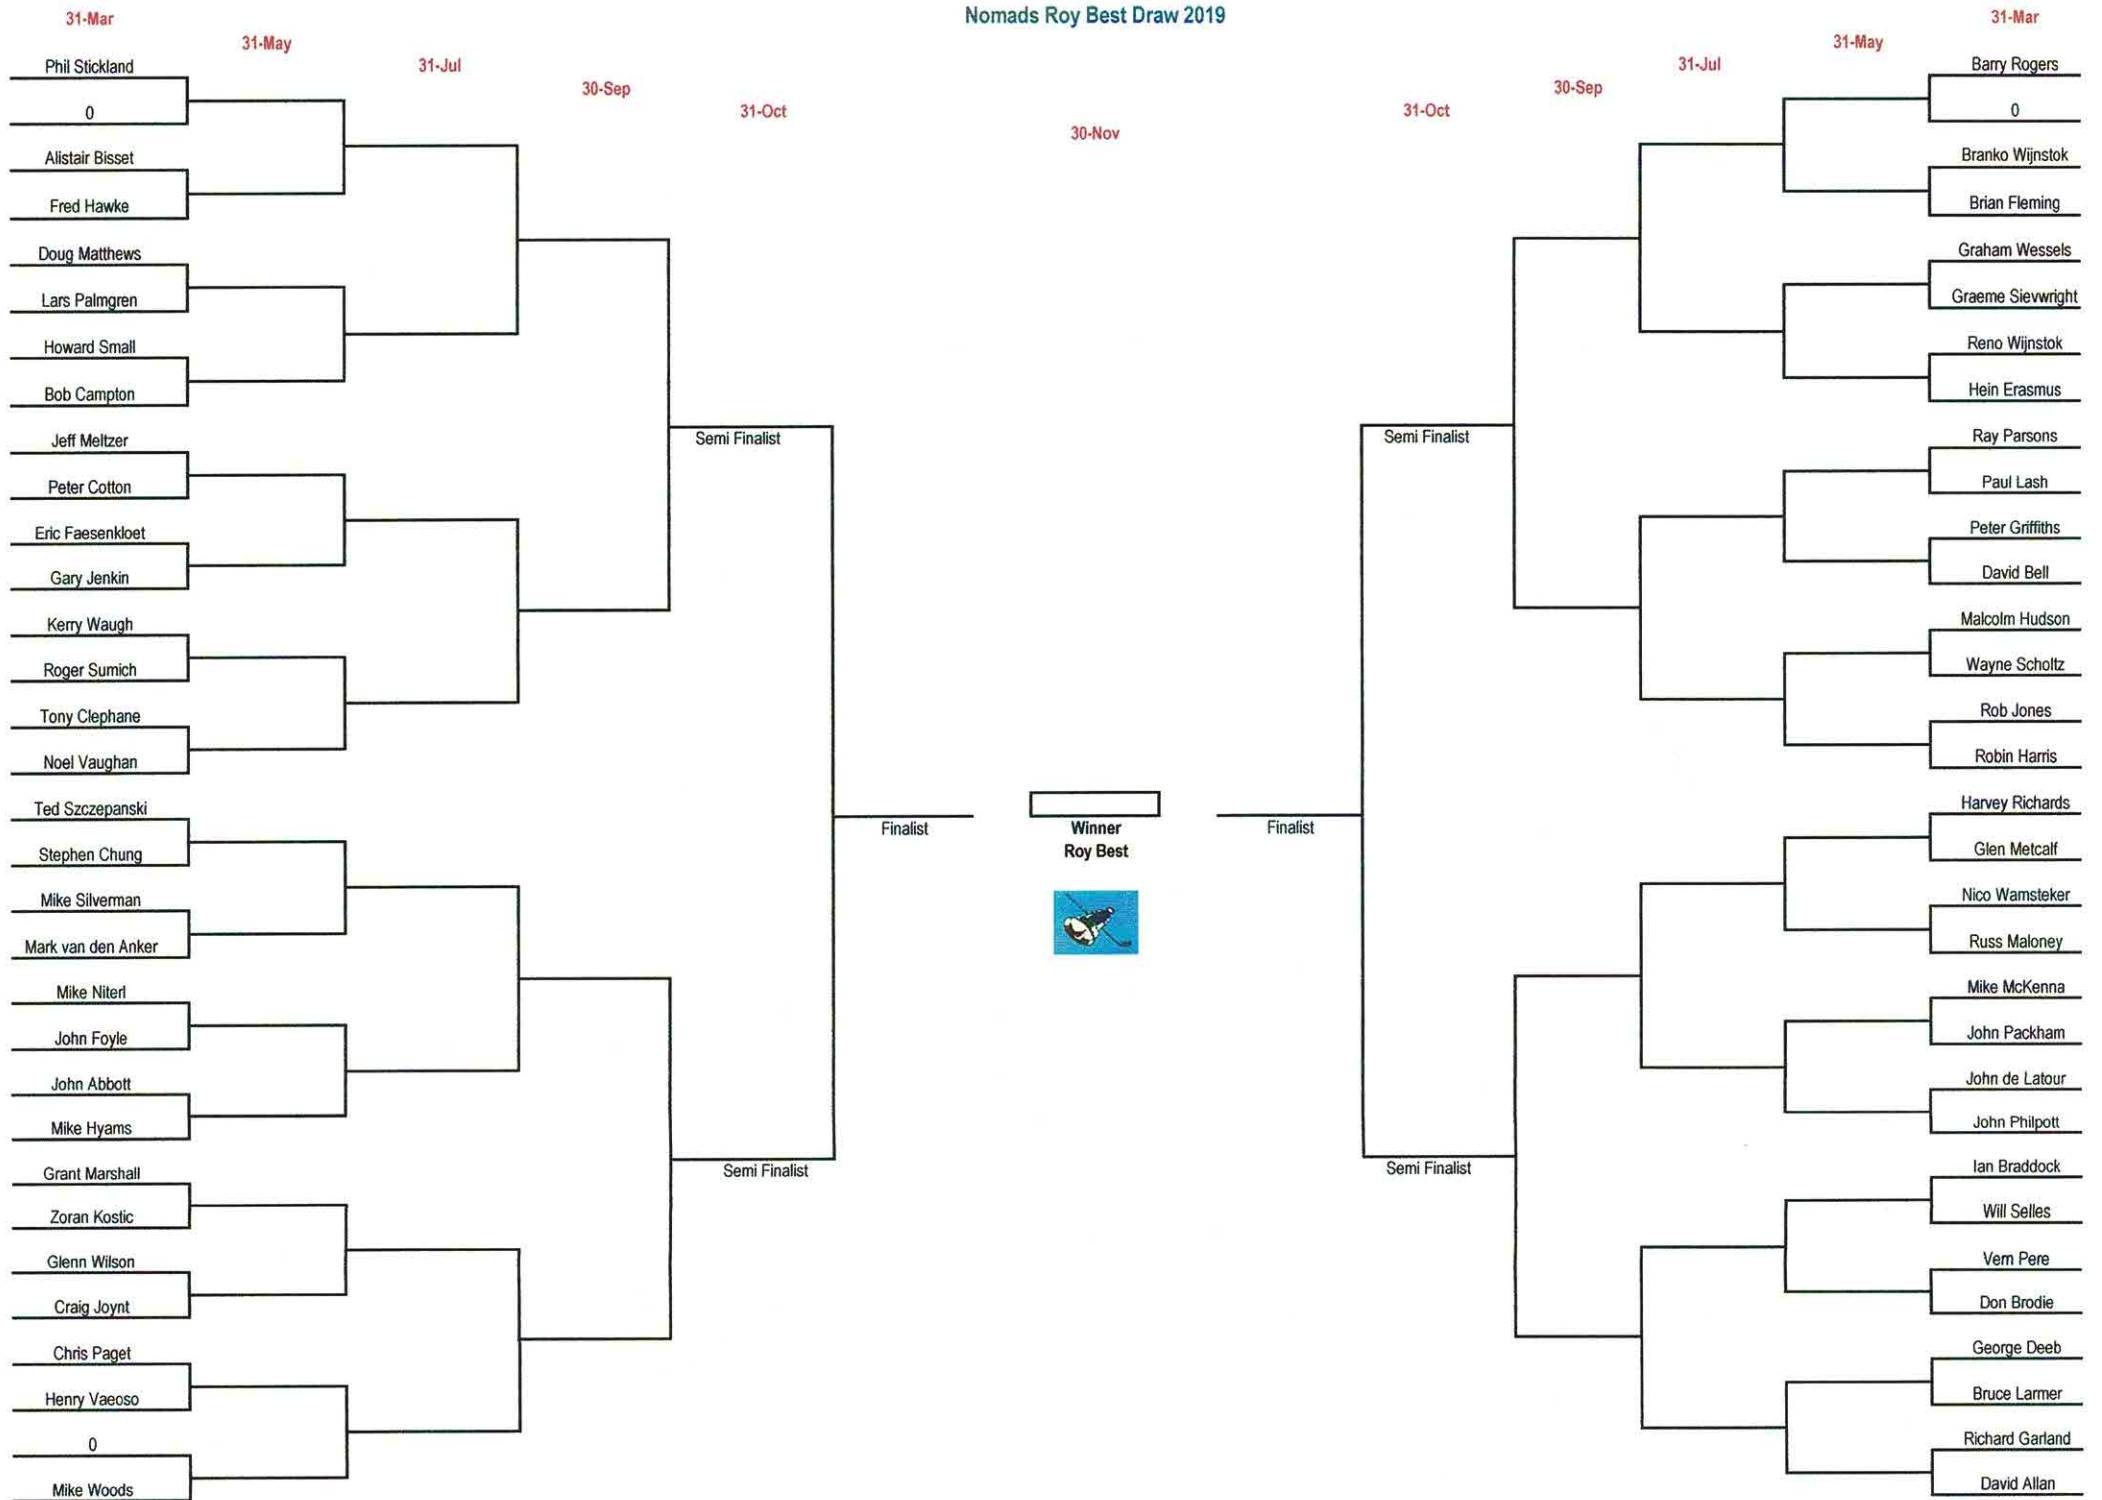 Nomads Roy Best Draw 2019
31-Mar
31-May
31-Jul
30-Sep
31-Oct
30-Nov
31-Oct
30-Sep
31-Jul
31-May
31-Mar
Phil Stickland
0
Alistair Bisset
Fred Hawke
Doug Matthews
Lars Palmgren
Howard Small
Bob Campton
Jeff Meltzer
Peter Cotton
Eric Faesenkloet
Gary Jenkin
Kerry Waugh
Roger Sumich
Tony Clephane
Noel Vaughan
Ted Szczepanski
Stephen Chung
Mike Silverman
Mark van den Anker
Mike Niterl
John Foyle
John Abbott
Mike Hyams
Grant Marshall
Zoran Kostic
Glenn Wilson
Craig Joynt
Chris Paget
Henry Vaeoso
0
Mike Woods
Semi Finalist
Semi Finalist
Finalist
Winner
Roy Best
Finalist
Semi Finalist
Semi Finalist
Barry Rogers
0
Branko Wijnstok
Brian Fleming
Graham Wessels
Graeme Sievwright
Reno Wijnstok
Hein Erasmus
Ray Parsons
Paul Lash
Peter Griffiths
David Bell
Malcolm Hudson
Wayne Scholtz
Rob Jones
Robin Harris
Harvey Richards
Glen Metcalf
Nico Wamsteker
Russ Maloney
Mike McKenna
John Packham
John de Latour
John Philpott
Ian Braddock
Will Selles
Vern Pere
Don Brodie
George Deeb
Bruce Larmer
Richard Garland
David Allan